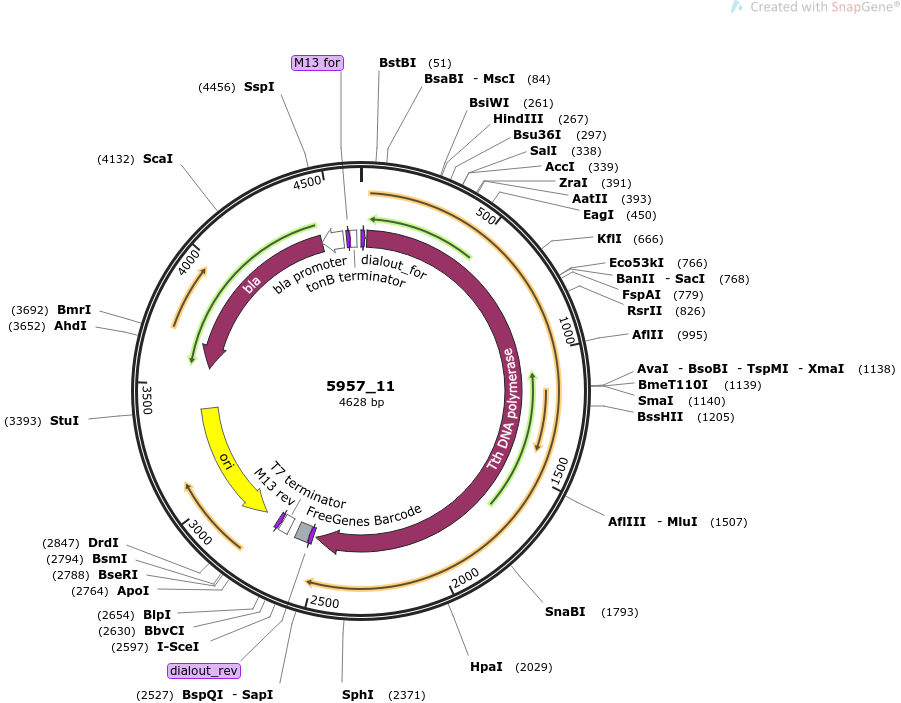 Created with SnapGene®
M13 for
BstBI (51)
BsaBI - MscI (84)
(4456) SspI
BsiWI (261)
HindIII (267)
Bsu36I (297)
SalI (338)
(4132) ScaI
AccI (339)
ZraI (391)
AatII (393)
EagI (450)
4500
500
KflI (666)
4000
dialout_for
bla promoter
tonB terminator
bla
Eco53kI (766)
BanII - SacI (768)
FspAI (779)
RsrII (826)
(3692) BmrI
(3652) AhdI
1000
AflII (995)
Tth DNA polymerase
5957_11
4628 bp
AvaI - BsoBI - TspMI - XmaI (1138)
BmeT110I (1139)
SmaI (1140)
BssHII (1205)
3500
(3393) StuI
ori
1500
T7 terminator
M13 rev
FreeGenes Barcode
AflIII - MluI (1507)
3000
(2847) DrdI
(2794) BsmI
(2788) BseRI
(2764) ApoI
2000
2500
(2654) BlpI
(2630) BbvCI
(2597) I-SceI
SnaBI (1793)
dialout_rev
HpaI (2029)
(2527) BspQI - SapI
SphI (2371)